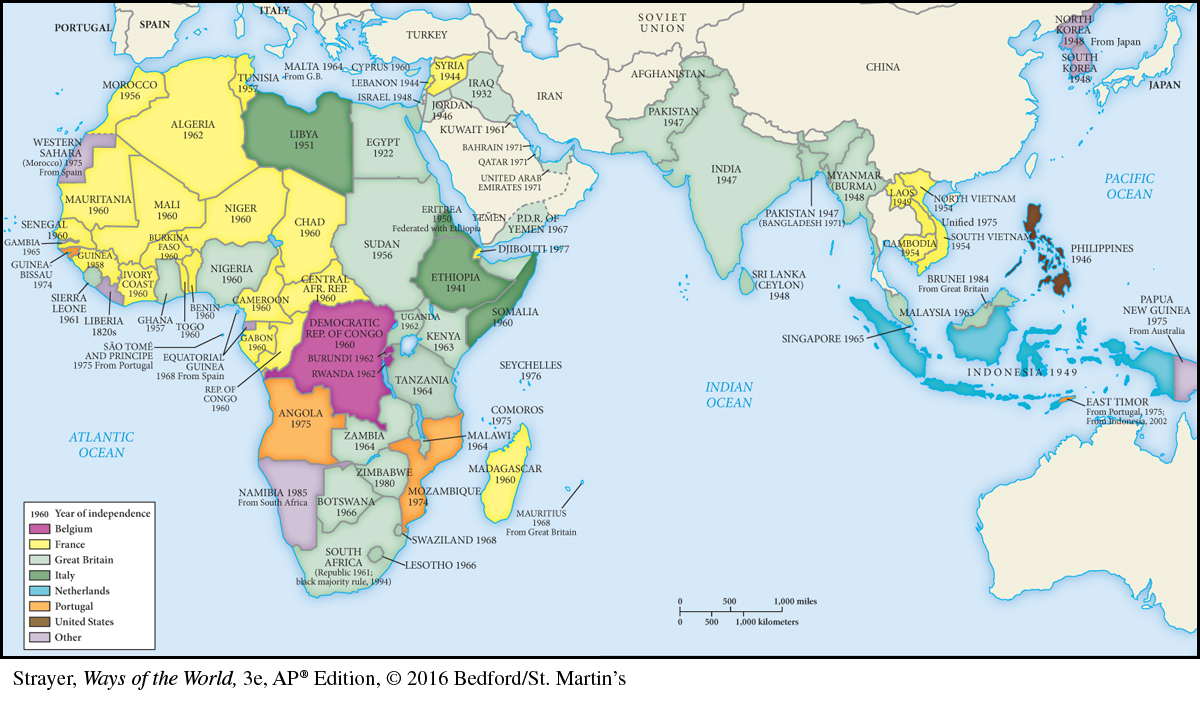 PORTUGAL
SPAIN
ITALY
TURKEY
SOVIET
UNION
CHINA
NORTH
KOREA
1948
From Japan
SOUTH
KOREA
1948
JAPAN
MOROCCO
1956
ALGERIA
1962
TUNISIA
1957
MALTA 1964
From G.B.
CYPRUS 1960
LEBANON 1944
ISRAEL 1948
SYRIA
1944
IRAQ
1932
JORDAN
1946
KUWAIT 1961
IRAN
AFGHANISTAN
PAKISTAN
1947
BAHRAIN 1971
QATAR 1971
UNITED ARAB
EMIRATES 1971
WESTERN
SAHARA
(Morocco) 1975
From Spain
LIBYA
1951
EGYPT
1922
INDIA
1947
MYANMAR
(BURMA)
1948
LAOS
1949
NORTH VIETNAM
1954
Unified 1975
SOUTH VIETNAM
1954
CAMBODIA
1954
PAKISTAN 1947
(BANGLADESH 1971)
PACIFIC
OCEAN
PHILIPPINES
1946
MAURITANIA
1960
MALI
1960
NIGER
1960
CHAD
1960
SUDAN
1956
ERITREA
1950
Federated with Ethiopia
YEMEN
P.D.R. OF
YEMEN 1967
DJIBOUTI 1977
SENEGAL
1960
GAMBIA
1965
GUINEA-
BISSAU
1974
GUINEA
1958
BURKINA
FASO
1960
IVORY
COAST
1960
SIERRA
LEONE
1961
LIBERIA
1820s
GHANA
1957
TOGO
1960
BENIN
1960
NIGERIA
1960
CAMEROON
1960
CENTRAL
AFR. REP.
1960
ETHIOPIA
1941
SOMALIA
1960
SRI LANKA
(CEYLON)
1948
BRUNEI 1984
From Great Britain
MALAYSIA 1963
SINGAPORE 1965
INDONESIA 1949
PAPUA
NEW GUINEA
1975
From Australia
EAST TIMOR
From Portugal, 1975;
From Indonesia, 2002
SÃO TOMÉ
AND PRINCIPE
1975 From Portugal
EQUATORIAL
GUINEA
1968 From Spain
GABON
1960
REP. OF
CONGO
1960
DEMOCRATIC
REP. OF CONGO
1960
BURUNDI 1962
RWANDA 1962
UGANDA
1962
KENYA
1963
TANZANIA
1964
SEYCHELLES
1976
COMOROS
1975
INDIAN
OCEAN
ATLANTIC
OCEAN
ANGOLA
1975
ZAMBIA
1964
MALAWI
1964
ZIMBABWE
1980
MOZAMBIQUE
1974
MADAGASCAR
1960
MAURITIUS
1968
From Great Britain
NAMIBIA 1985
From South Africa
BOTSWANA
1966
SWAZILAND 1968
LESOTHO 1966
SOUTH
AFRICA
(Republic 1961;
black majority rule, 1994)
1960 Year of independence
Belgium
France
Great Britain
Italy
Netherlands
Portugal
United States
Other
0 500 1,000 miles
0 500 1,000 kilometers
Strayer, Ways of the World, 3e, AP® Edition, © 2016 Bedford/St. Martin's